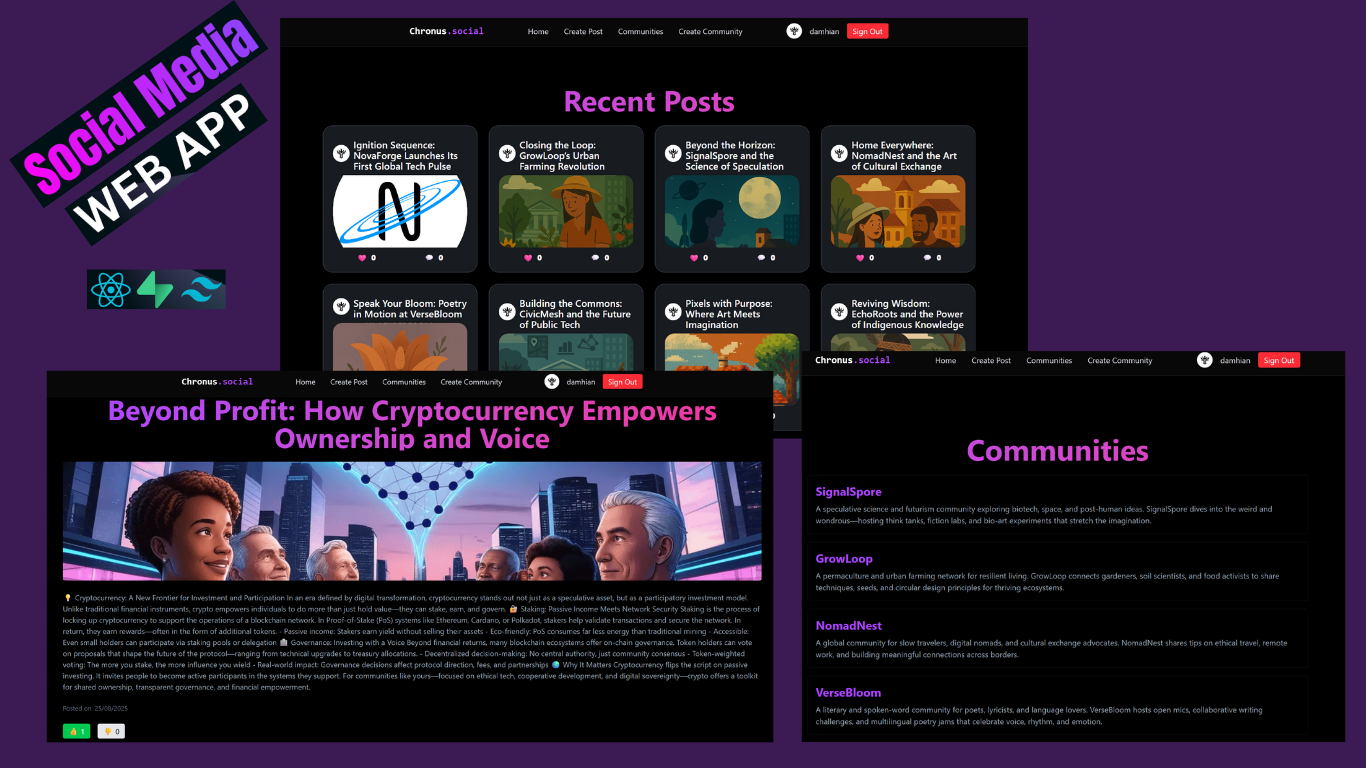 Social Media
WEB APP
Chronus.social
Home
Create Post
Communities
Create Community
damhian
Sign Out
Recent Posts
Ignition Sequence:
NovaForge Launches Its
First Global Tech Pulse
N
0
0
Closing the Loop:
GrowLoop's Urban
Farming Revolution
0
0
Beyond the Horizon:
SignalSpore and the
Science of Speculation
0
0
Home Everywhere:
NomadNest and the Art
of Cultural Exchange
0
0
Speak Your Bloom: Poetry
in Motion at VerseBloom
Building the Commons:
CivicMesh and the Future
of Public Tech
Pixels with Purpose:
Where Art Meets
Imagination
Reviving Wisdom:
EchoRoots and the Power
of Indigenous Knowledge
Chronus.social
Home
Create Post
Communities
Create Community
damhian
Sign Out
Beyond Profit: How Cryptocurrency Empowers
Ownership and Voice
💡 Cryptocurrency: A New Frontier for Investment and Participation In an era defined by digital transformation, cryptocurrency stands out not just as a speculative asset, but as a participatory investment model.
Unlike traditional financial instruments, crypto empowers individuals to do more than just hold value—they can stake, earn, and govern. 🔐 Staking: Passive Income Meets Network Security Staking is the process of
locking up cryptocurrency to support the operations of a blockchain network. In Proof-of-Stake (PoS) systems like Ethereum, Cardano, or Polkadot, stakers help validate transactions and secure the network. In
return, they earn rewards—often in the form of additional tokens. - Passive income: Stakers earn yield without selling their assets - Eco-friendly: PoS consumes far less energy than traditional mining - Accessible:
Even small holders can participate via staking pools or delegation 🏛 Governance: Investing with a Voice Beyond financial returns, many blockchain ecosystems offer on-chain governance. Token holders can vote
on proposals that shape the future of the protocol—ranging from technical upgrades to treasury allocations. - Decentralized decision-making: No central authority, just community consensus - Token-weighted
voting: The more you stake, the more influence you wield - Real-world impact: Governance decisions affect protocol direction, fees, and partnerships 🌍 Why It Matters Cryptocurrency flips the script on passive
investing. It invites people to become active participants in the systems they support. For communities like yours—focused on ethical tech, cooperative development, and digital sovereignty—crypto offers a toolkit
for shared ownership, transparent governance, and financial empowerment.
Posted on: 25/08/2025
👍 1
👎 0
Chronus.social
Home
Create Post
Communities
Create Community
damhian
Sign Out
Communities
SignalSpore
A speculative science and futurism community exploring biotech, space, and post-human ideas. SignalSpore dives into the weird and
wondrous—hosting think tanks, fiction labs, and bio-art experiments that stretch the imagination.
GrowLoop
A permaculture and urban farming network for resilient living. GrowLoop connects gardeners, soil scientists, and food activists to share
techniques, seeds, and circular design principles for thriving ecosystems.
NomadNest
A global community for slow travelers, digital nomads, and cultural exchange advocates. NomadNest shares tips on ethical travel, remote
work, and building meaningful connections across borders.
VerseBloom
A literary and spoken-word community for poets, lyricists, and language lovers. VerseBloom hosts open mics, collaborative writing
challenges, and multilingual poetry jams that celebrate voice, rhythm, and emotion.